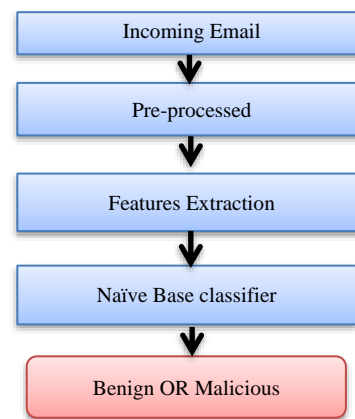 Incoming Email
Pre-processed
Features Extraction
Naïve Base classifier
Benign OR Malicious